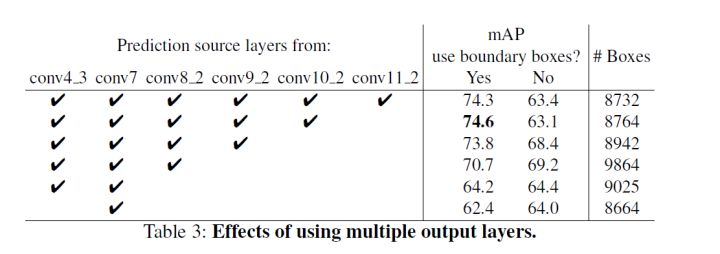 mAP
Prediction source layers from: use boundary boxes? # Boxes
conv4_3 conv7 conv8_2 conv9_2 conv10_2 conv11_2 Yes No
✔ ✔ ✔ ✔ ✔ ✔ 74.3 63.4 8732
✔ ✔ ✔ ✔ ✔ 74.6 63.1 8764
✔ ✔ ✔ ✔ 73.8 68.4 8942
✔ ✔ ✔ 70.7 69.2 9864
✔ ✔ 64.2 64.4 9025
✔ 62.4 64.0 8664
Table 3: Effects of using multiple output layers.